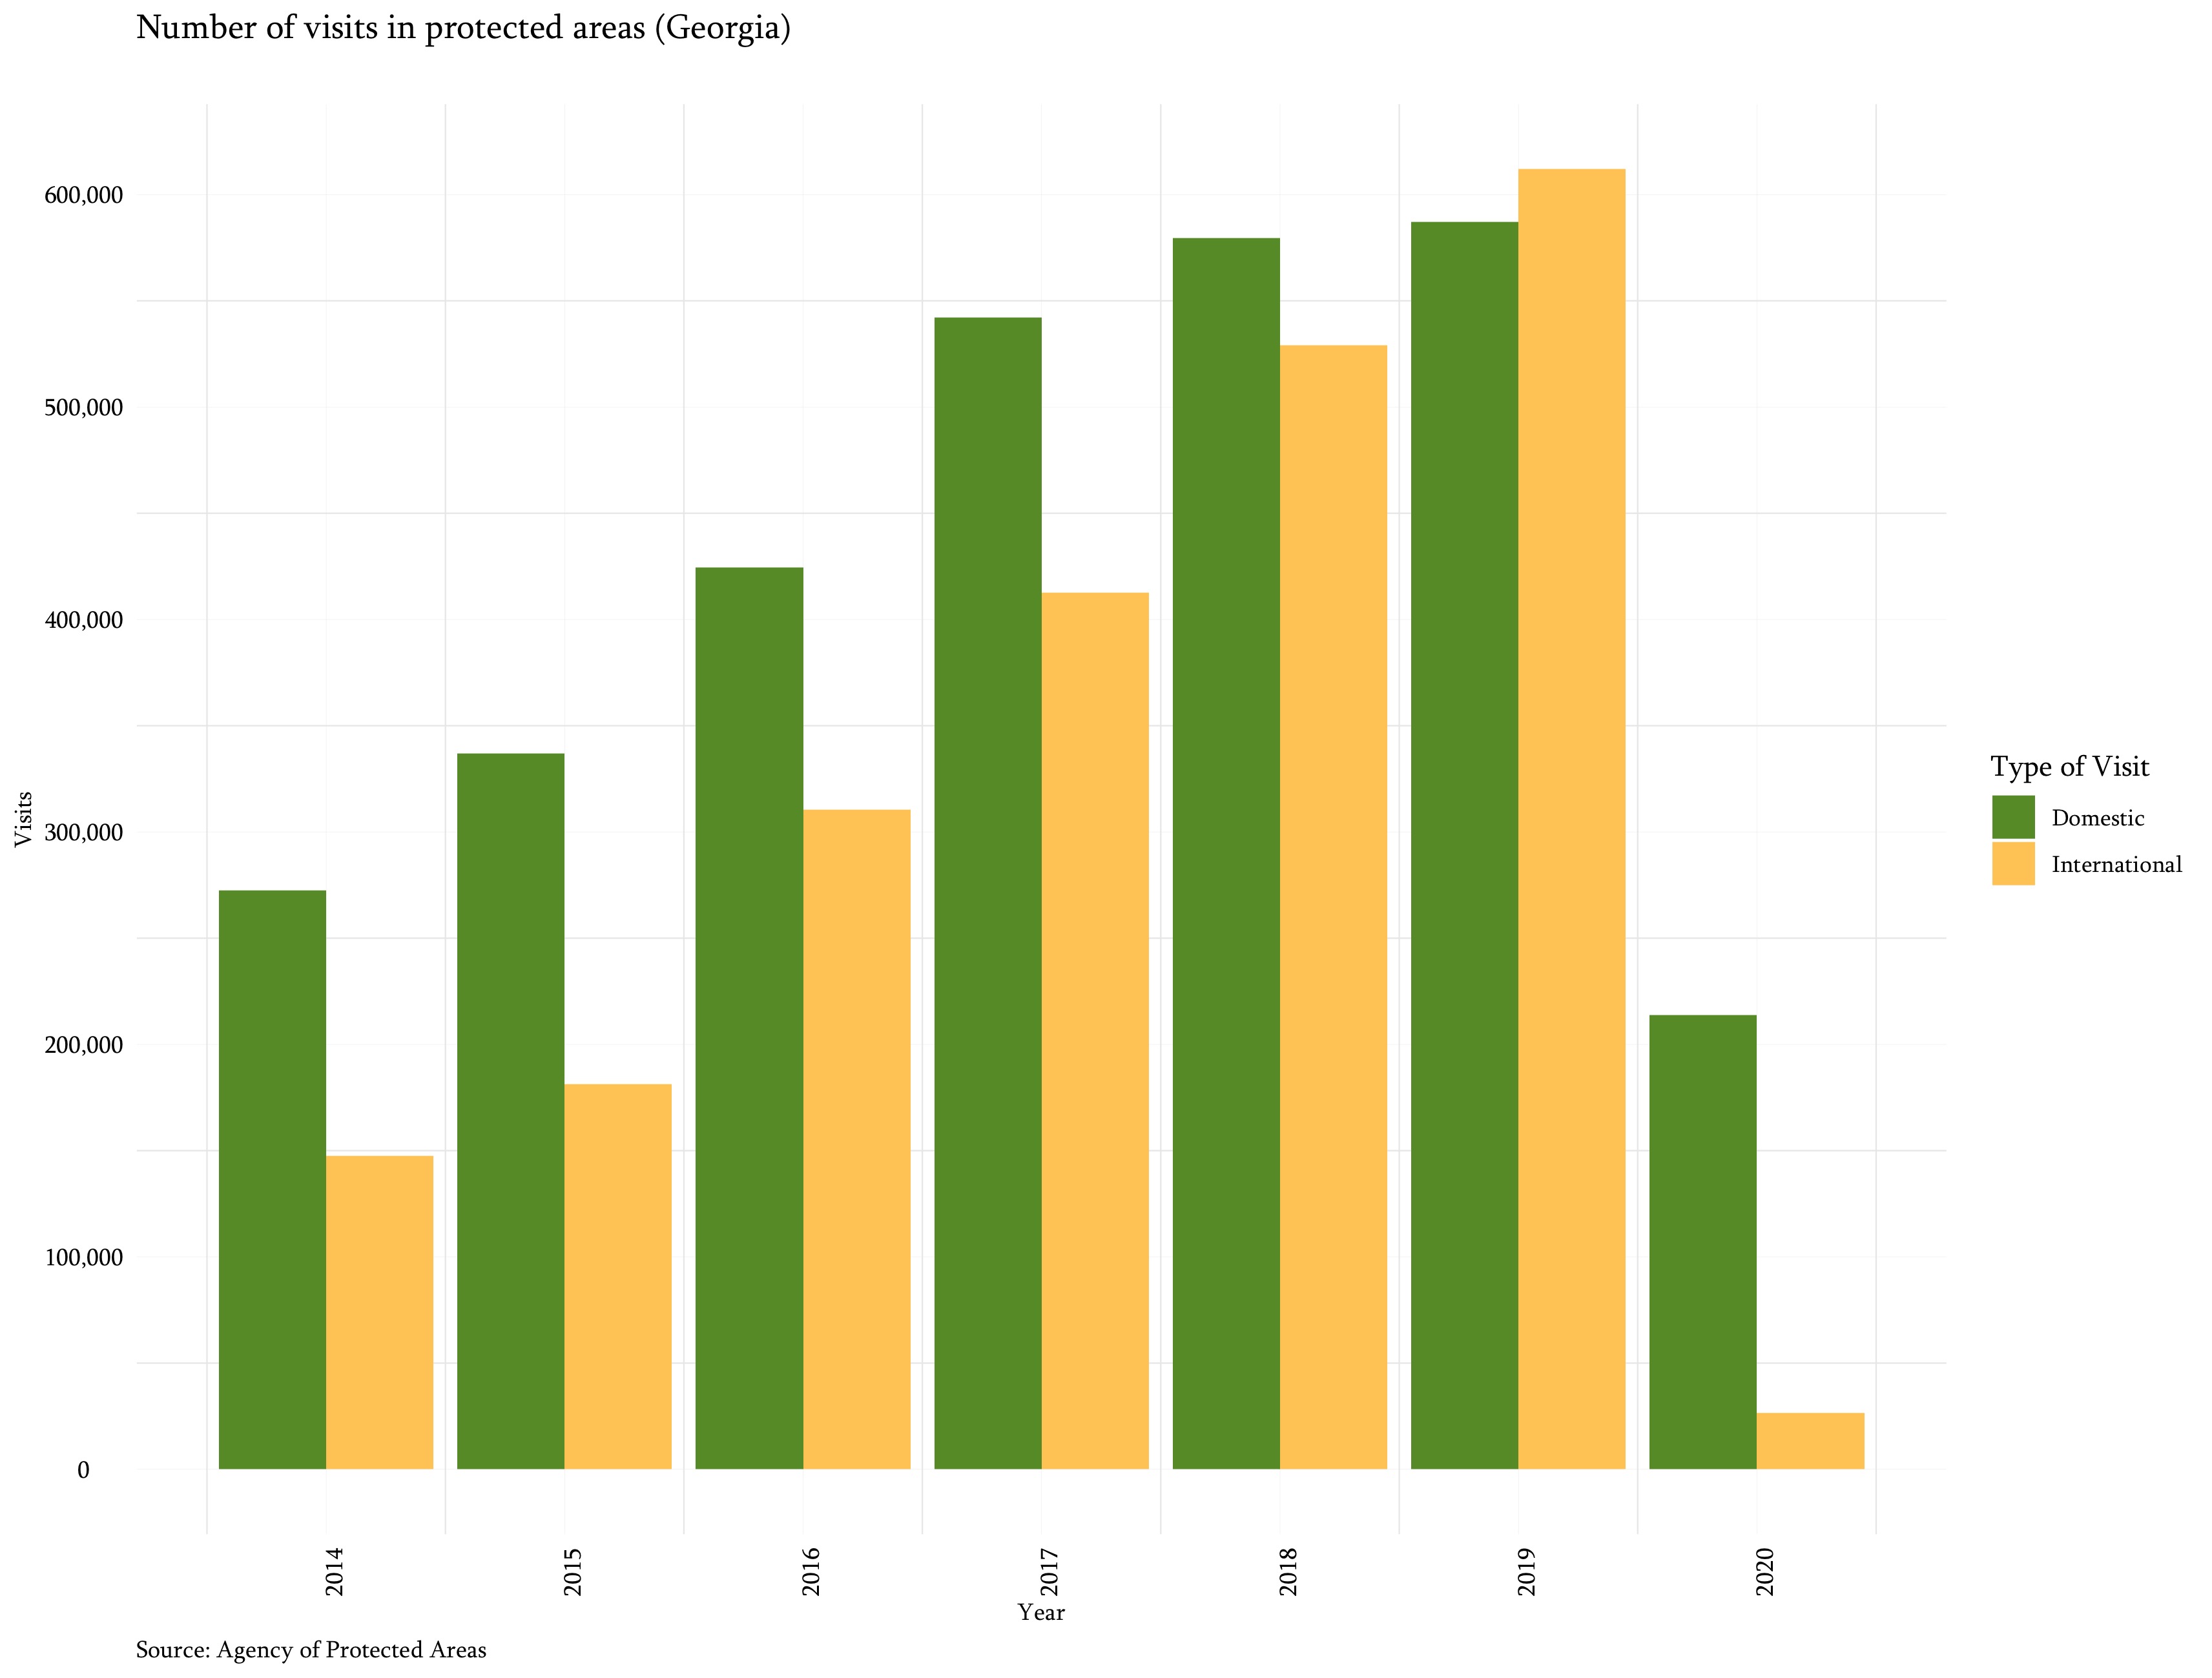 Number of visits in protected areas (Georgia)
600,000
500,000
400,000
300,000
200,000
100,000
0
Visits
2014
2015
2016
2017
2018
2019
2020
Year
Type of Visit
Domestic
International
Source: Agency of Protected Areas